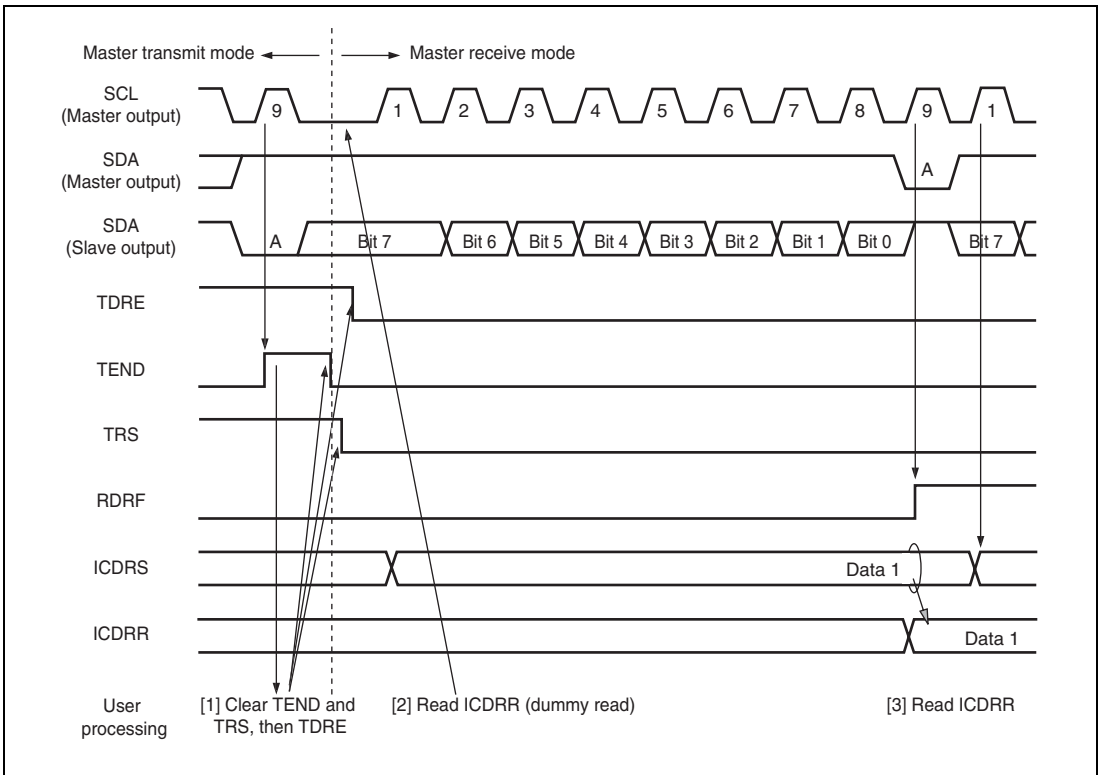 Master transmit mode
Master receive mode
SCL
(Master output)
9 1 2 3 4 5 6 7 8 9 1
SDA
(Master output)
A
SDA
(Slave output)
A Bit 7 Bit 6 Bit 5 Bit 4 Bit 3 Bit 2 Bit 1 Bit 0 Bit 7
TDRE
TEND
TRS
RDRF
ICDRS
Data 1
ICDRR
Data 1
User
processing
[1] Clear TEND and
TRS, then TDRE
[2] Read ICDRR (dummy read)
[3] Read ICDRR